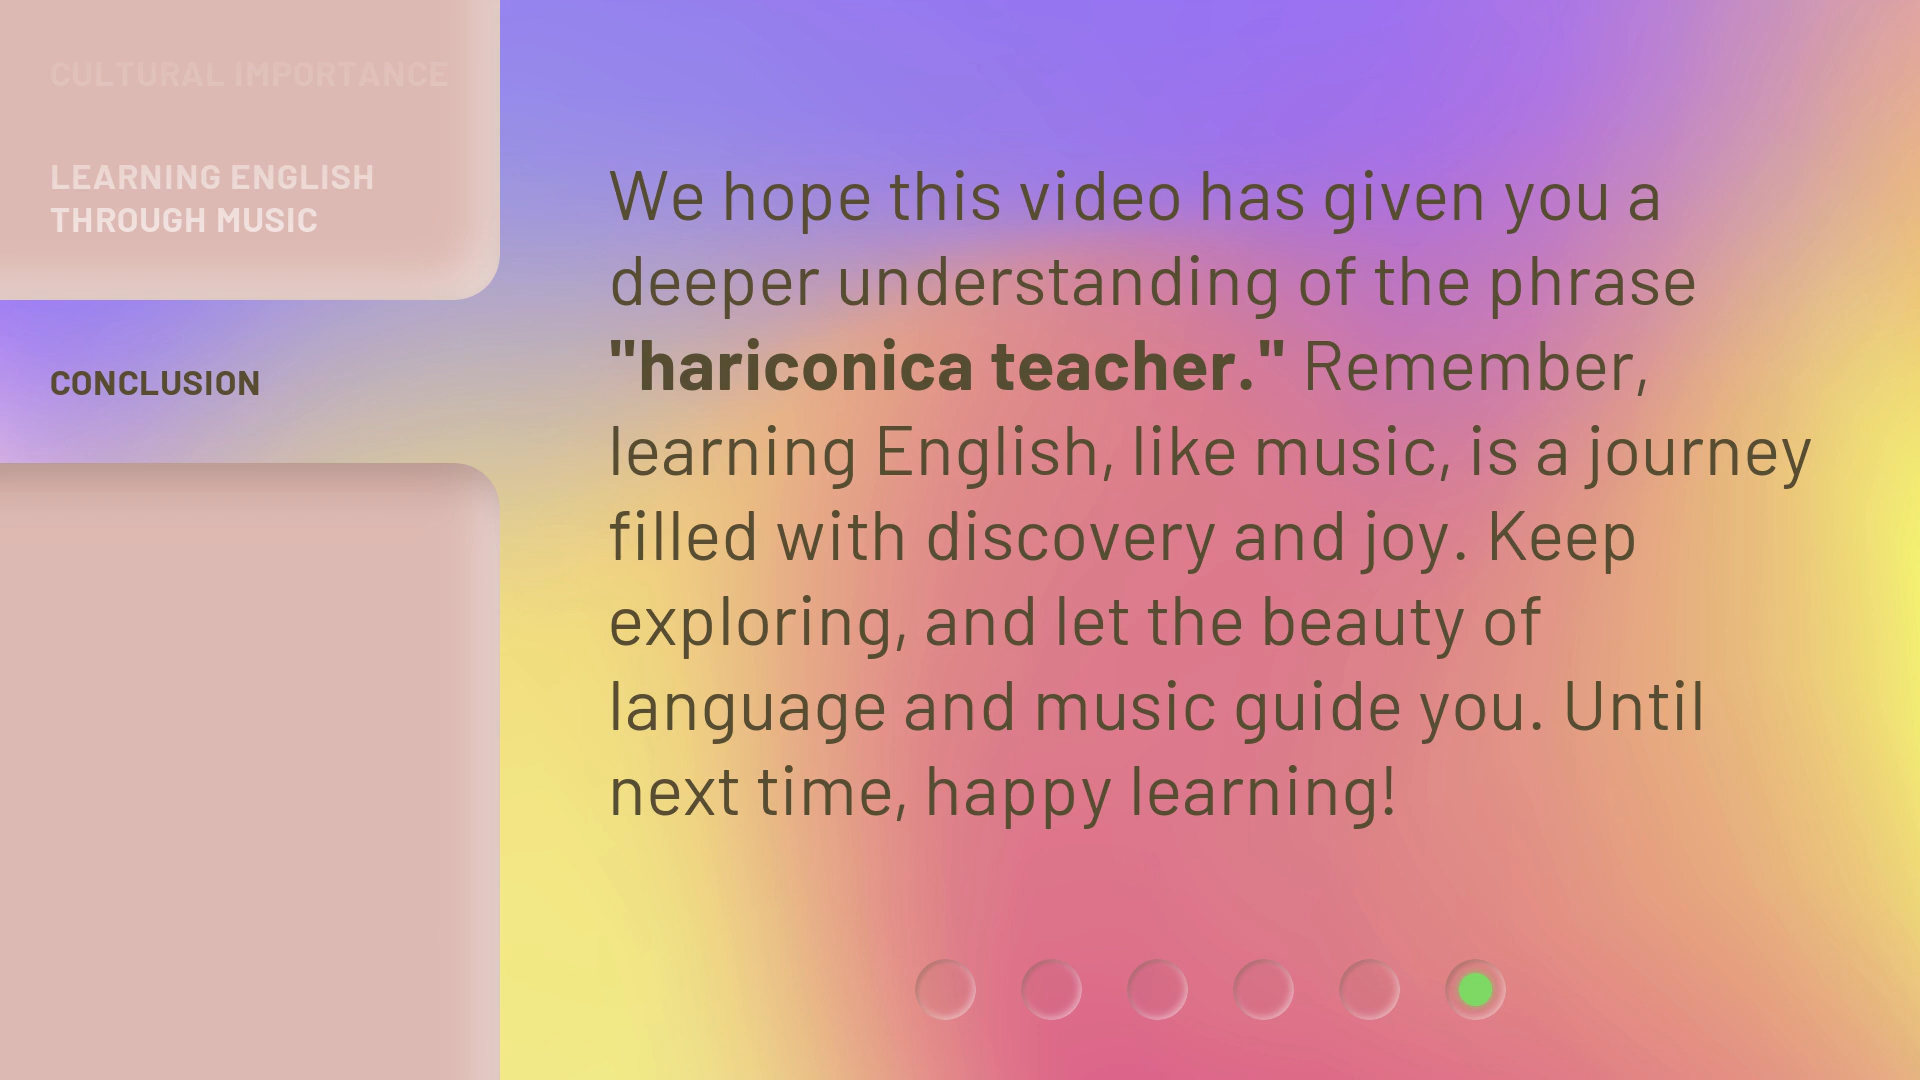 CULTURAL IMPORTANCE
LEARNING ENGLISH
THROUGH MUSIC
CONCLUSION
We hope this video has given you a
deeper understanding of the phrase
"hariconica teacher." Remember,
learning English, like music, is a journey
filled with discovery and joy. Keep
exploring, and let the beauty of
language and music guide you. Until
next time, happy learning!